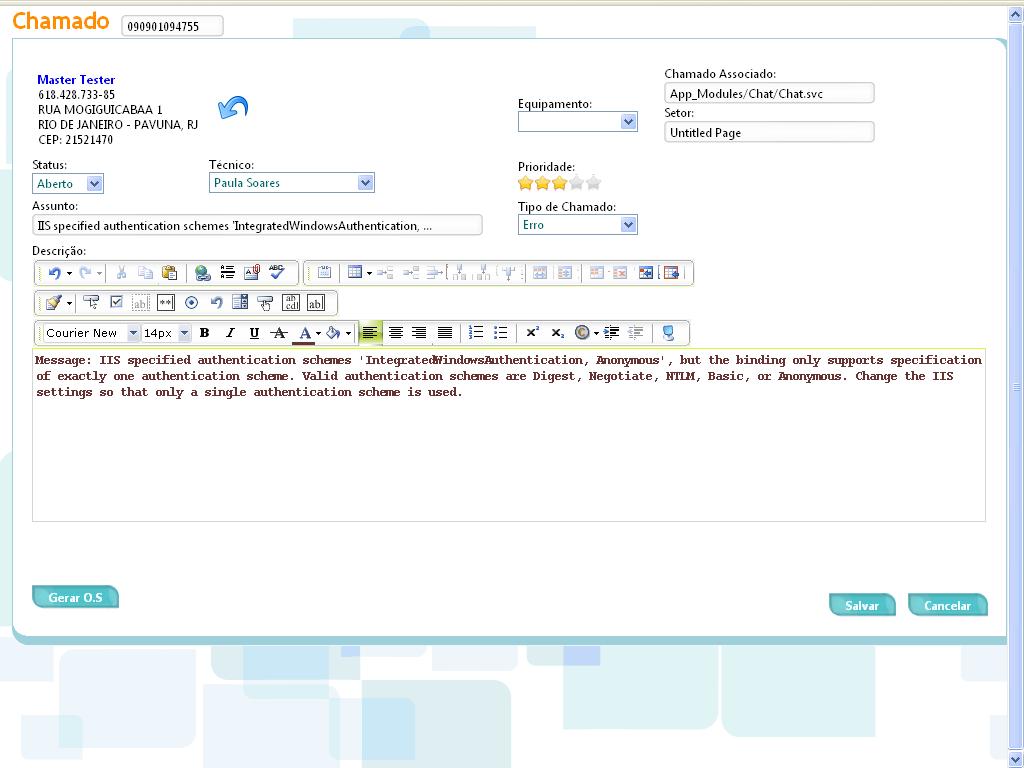 Chamado 090901094755
Master Tester
618.428.733-85
RUA MOGIGUICABAA 1
RIO DE JANEIRO - PAVUNA, RJ
CEP: 21521470
Equipamento:
Chamado Associado:
App_Modules/Chat/Chat.svc
Setor:
Untitled Page
Status:
Aberto
Técnico:
Paula Soares
Prioridade:
Assunto:
IIS specified authentication schemes 'IntegratedWindowsAuthentication, ...
Tipo de Chamado:
Erro
Descrição:
Courier New 14px B I U A A
Message: IIS specified authentication schemes 'IntegratedWindowsAuthentication, Anonymous', but the binding only supports specification
of exactly one authentication scheme. Valid authentication schemes are Digest, Negotiate, NTLM, Basic, or Anonymous. Change the IIS
settings so that only a single authentication scheme is used.
Gerar O.S
Salvar
Cancelar